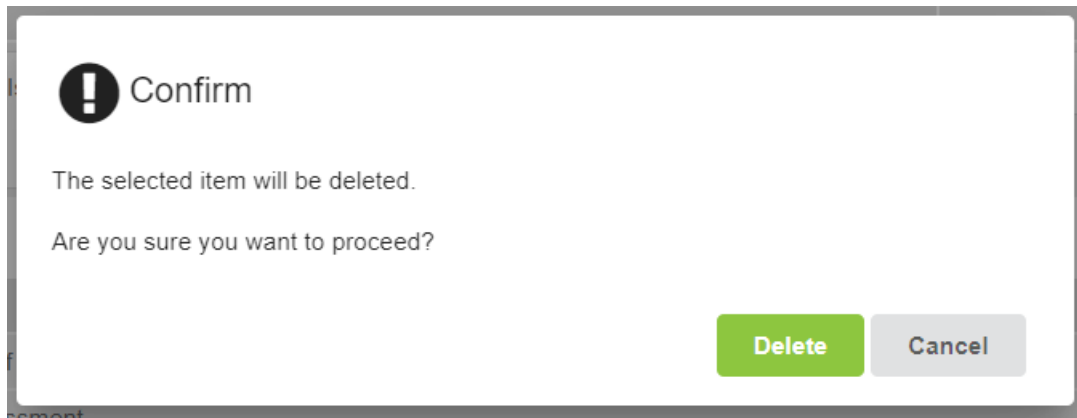 Confirm
The selected item will be deleted.
Are you sure you want to proceed?
Delete Cancel